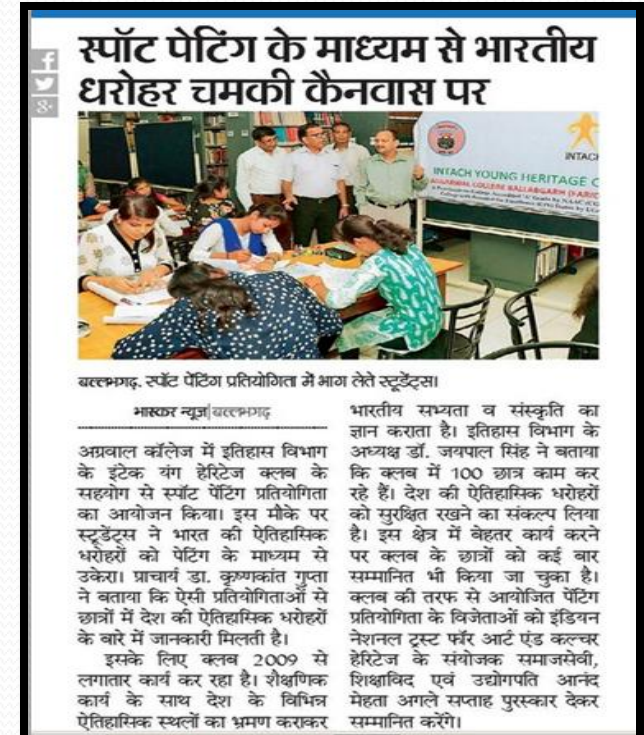 स्पॉट पेटिंग के माध्यम से भारतीय
धरोहर चमकी कैनवास पर
INTACH
INTACH YOUNG HERITAGE C
AGGARWAL COLLEGE BALLABGARH (FARID
बल्लभगढ़. स्पॉट पेंटिंग प्रतियोगिता में भाग लेते स्टूडेंट्स।
भास्कर न्यूज|बल्लभगढ़
अग्रवाल कॉलेज में इतिहास विभाग
के इंटेक यंग हेरिटेज क्लब के
सहयोग से स्पॉट पेंटिंग प्रतियोगिता
का आयोजन किया। इस मौके पर
स्टूडेंट्स ने भारत की ऐतिहासिक
धरोहरों को पेटिंग के माध्यम से
उकेरा। प्राचार्य डा. कृष्णकांत गुप्ता
ने बताया कि ऐसी प्रतियोगिताओं से
छात्रों में देश की ऐतिहासिक धरोहरों
के बारे में जानकारी मिलती है।
इसके लिए क्लब 2009 से
लगातार कार्य कर रहा है। शैक्षणिक
कार्य के साथ देश के विभिन्न
ऐतिहासिक स्थलों का भ्रमण कराकर
भारतीय सभ्यता व संस्कृति का
ज्ञान कराता है। इतिहास विभाग के
अध्यक्ष डॉ. जयपाल सिंह ने बताया
कि क्लब में 100 छात्र काम कर
रहे हैं। देश की ऐतिहासिक धरोहरों
को सुरक्षित रखने का संकल्प लिया
है। इस क्षेत्र में बेहतर कार्य करने
पर क्लब के छात्रों को कई बार
सम्मानित भी किया जा चुका है।
क्लब की तरफ से आयोजित पेंटिंग
प्रतियोगिता के विजेताओं को इंडियन
नेशनल ट्रस्ट फॉर आर्ट एंड कल्चर
हेरिटेज के संयोजक समाजसेवी,
शिक्षाविद एवं उद्योगपति आनंद
मेहता अगले सप्ताह पुरस्कार देकर
सम्मानित करेंगे।